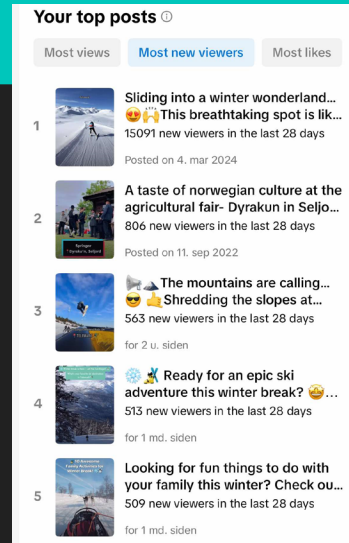 Your top posts
Most views
Most new viewers
Most likes
1
Sliding into a winter wonderland...
😍🙌This breathtaking spot is lik...
15091 new viewers in the last 28 days
Posted on 4. mar 2024
2
A taste of norwegian culture at the
agricultural fair- Dyrakun in Seljo...
806 new viewers in the last 28 days
Posted on 11. sep 2022
3
📢⛰️The mountains are calling...
😎🤙Shredding the slopes at...
563 new viewers in the last 28 days
for 2 u. siden
4
❄️⛷️ Ready for an epic ski
adventure this winter break? 🤩...
513 new viewers in the last 28 days
for 1 md. siden
5
Looking for fun things to do with
your family this winter? Check ou...
509 new viewers in the last 28 days
for 1 md. siden